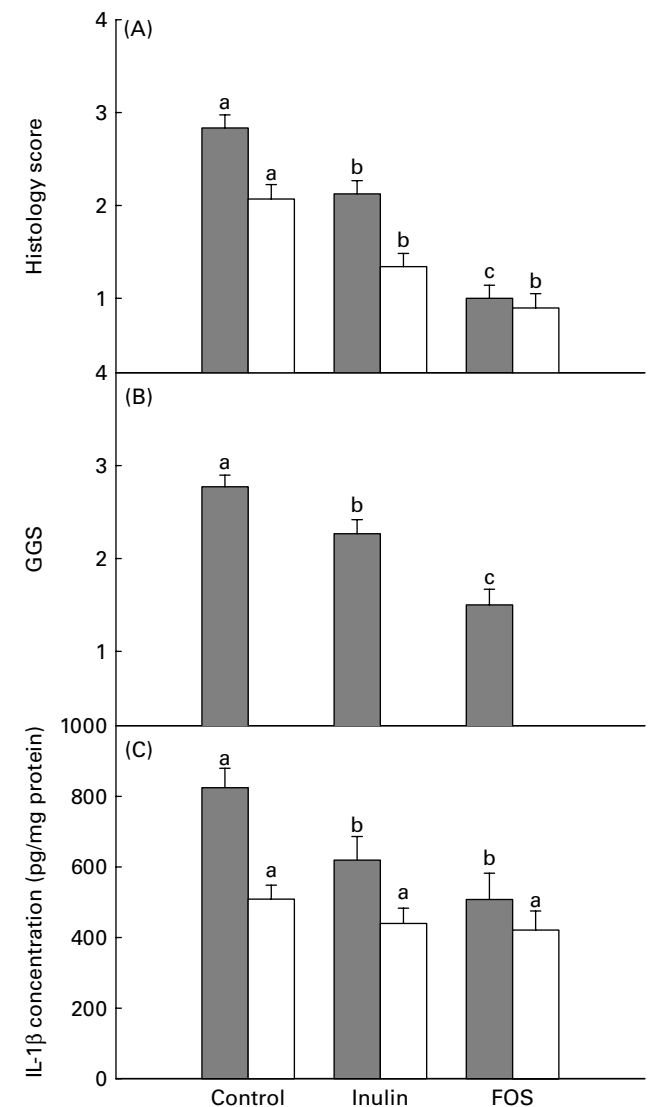 (A)
Histology score
4
3
2
1
a
a
b
b
c
b
(B)
GGS
4
3
2
1
a
b
c
(C)
IL-1β concentration (pg/mg protein)
1000
800
600
400
200
0
a
a
b
a
b
a
Control Inulin FOS